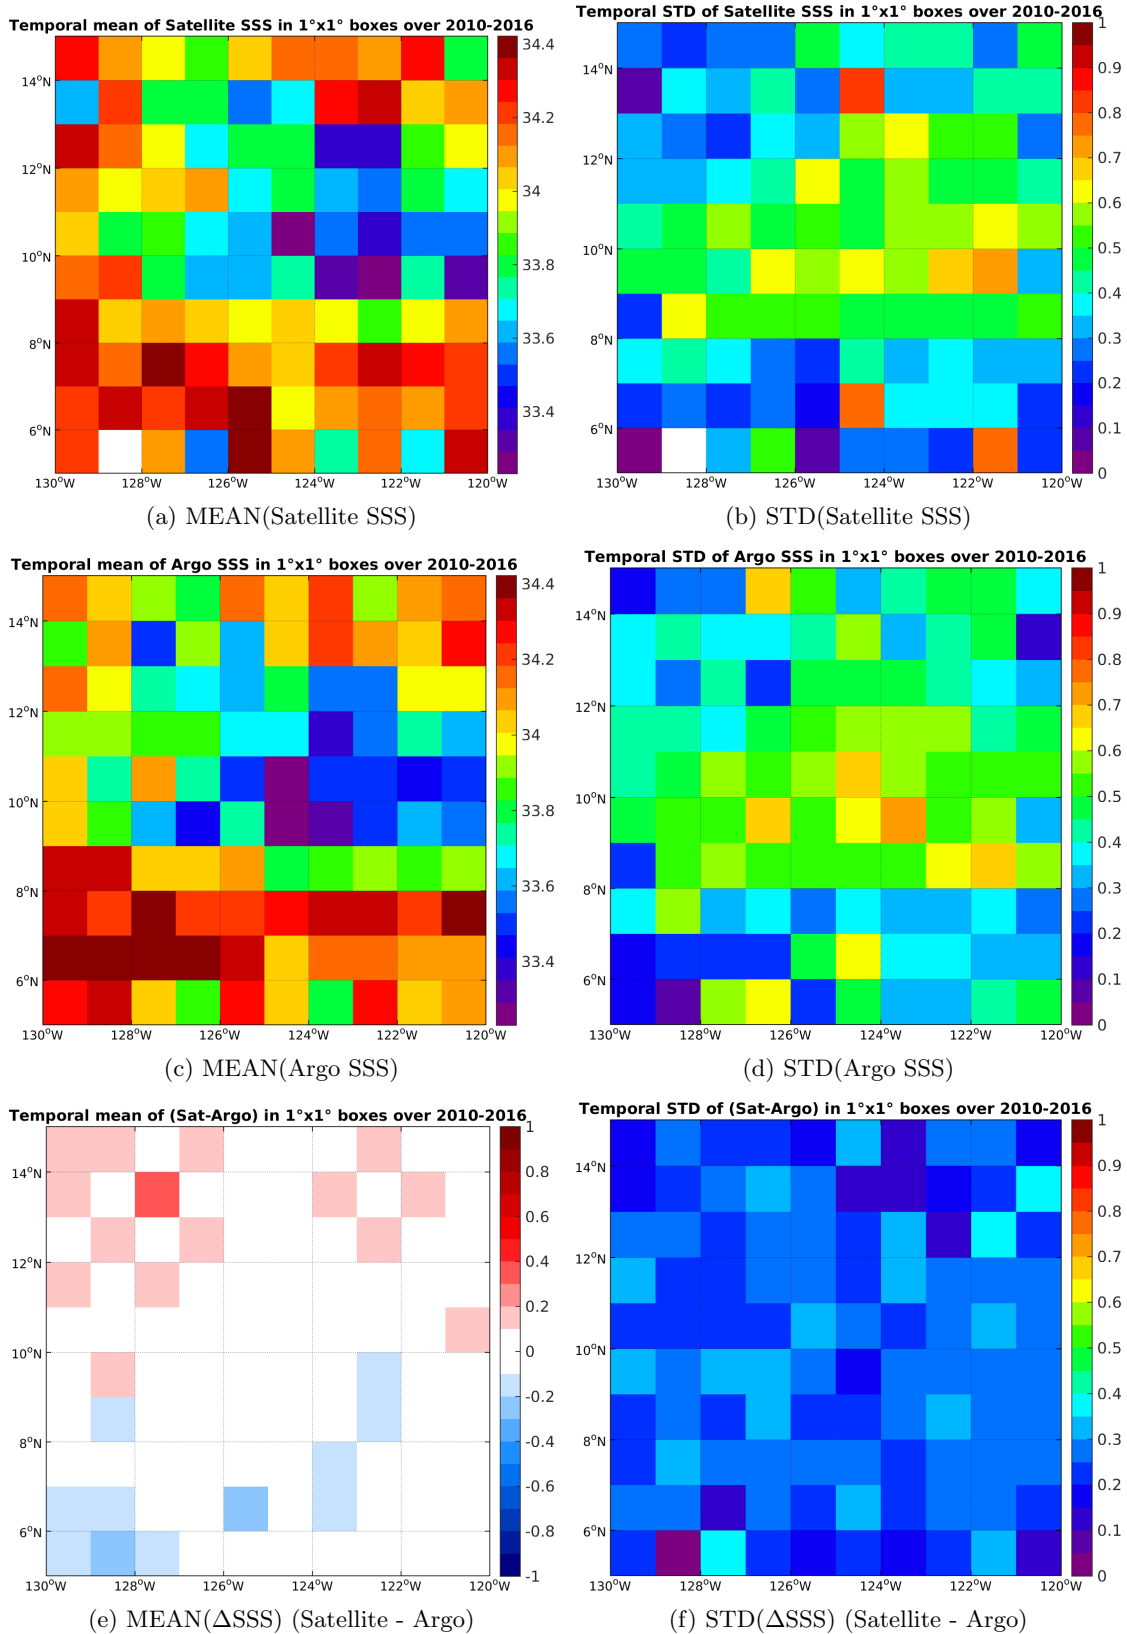 Temporal mean of Satellite SSS in 1°x1° boxes over 2010-2016
14°N
12°N
10°N
8°N
6°N
130°W 128°W 126°W 124°W 122°W 120°W
34.4
34.2
34
33.8
33.6
33.4
(a) MEAN(Satellite SSS)
Temporal STD of Satellite SSS in 1°x1° boxes over 2010-2016
14°N
12°N
10°N
8°N
6°N
130°W 128°W 126°W 124°W 122°W 120°W
1
0.9
0.8
0.7
0.6
0.5
0.4
0.3
0.2
0.1
0
(b) STD(Satellite SSS)
Temporal mean of Argo SSS in 1°x1° boxes over 2010-2016
14°N
12°N
10°N
8°N
6°N
130°W 128°W 126°W 124°W 122°W 120°W
34.4
34.2
34
33.8
33.6
33.4
(c) MEAN(Argo SSS)
Temporal STD of Argo SSS in 1°x1° boxes over 2010-2016
14°N
12°N
10°N
8°N
6°N
130°W 128°W 126°W 124°W 122°W 120°W
1
0.9
0.8
0.7
0.6
0.5
0.4
0.3
0.2
0.1
0
(d) STD(Argo SSS)
Temporal mean of (Sat-Argo) in 1°x1° boxes over 2010-2016
14°N
12°N
10°N
8°N
6°N
130°W 128°W 126°W 124°W 122°W 120°W
1
0.8
0.6
0.4
0.2
0
-0.2
-0.4
-0.6
-0.8
-1
(e) MEAN(ΔSSS) (Satellite - Argo)
Temporal STD of (Sat-Argo) in 1°x1° boxes over 2010-2016
14°N
12°N
10°N
8°N
6°N
130°W 128°W 126°W 124°W 122°W 120°W
1
0.9
0.8
0.7
0.6
0.5
0.4
0.3
0.2
0.1
0
(f) STD(ΔSSS) (Satellite - Argo)